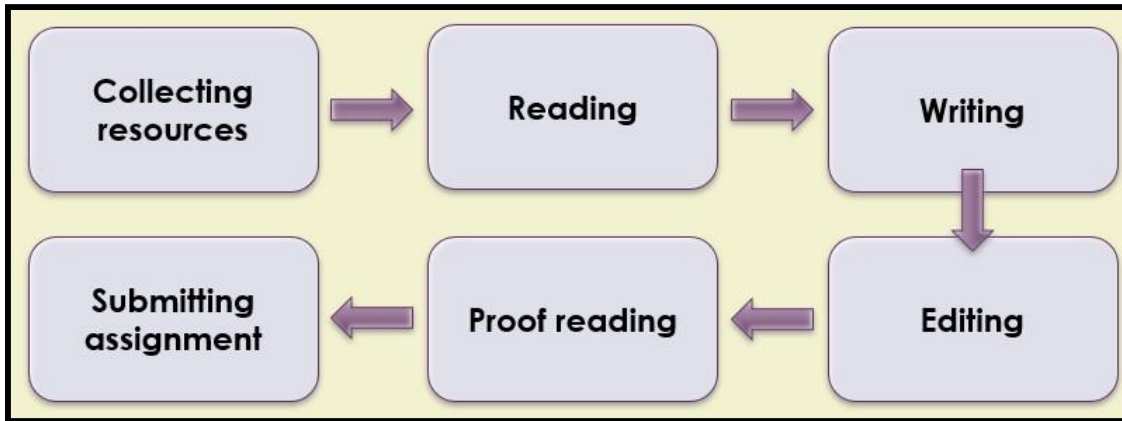 Collecting
resources
Reading
Writing
Editing
Proof reading
Submitting
assignment